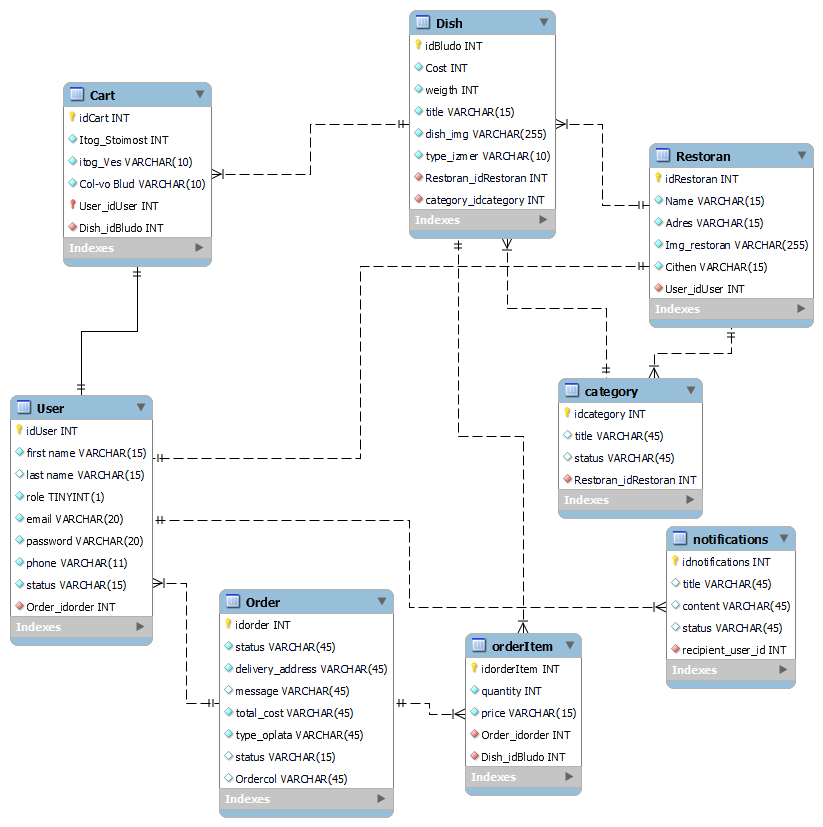 Dish
idBludo INT
Cost INT
weigth INT
title VARCHAR(15)
dish_img VARCHAR(255)
type_izmer VARCHAR(10)
Restoran_idRestoran INT
category_idcategory INT
Indexes
Cart
idCart INT
Itog_Stoimost INT
itog_Ves VARCHAR(10)
Col-vo Blud VARCHAR(10)
User_idUser INT
Dish_idBludo INT
Indexes
Restoran
idRestoran INT
Name VARCHAR(15)
Adres VARCHAR(15)
Img_restoran VARCHAR(255)
Cithen VARCHAR(15)
User_idUser INT
Indexes
category
idcategory INT
title VARCHAR(45)
status VARCHAR(45)
Restoran_idRestoran INT
Indexes
User
idUser INT
first name VARCHAR(15)
last name VARCHAR(15)
role TINYINT(1)
email VARCHAR(20)
password VARCHAR(20)
phone VARCHAR(11)
status VARCHAR(15)
Order_idorder INT
Indexes
notifications
idnotifications INT
title VARCHAR(45)
content VARCHAR(45)
status VARCHAR(45)
recipient_user_id INT
Indexes
Order
idorder INT
status VARCHAR(45)
delivery_address VARCHAR(45)
message VARCHAR(45)
total_cost VARCHAR(45)
type_oplata VARCHAR(45)
status VARCHAR(15)
Ordercol VARCHAR(45)
Indexes
orderItem
idorderItem INT
quantity INT
price VARCHAR(15)
Order_idorder INT
Dish_idBludo INT
Indexes